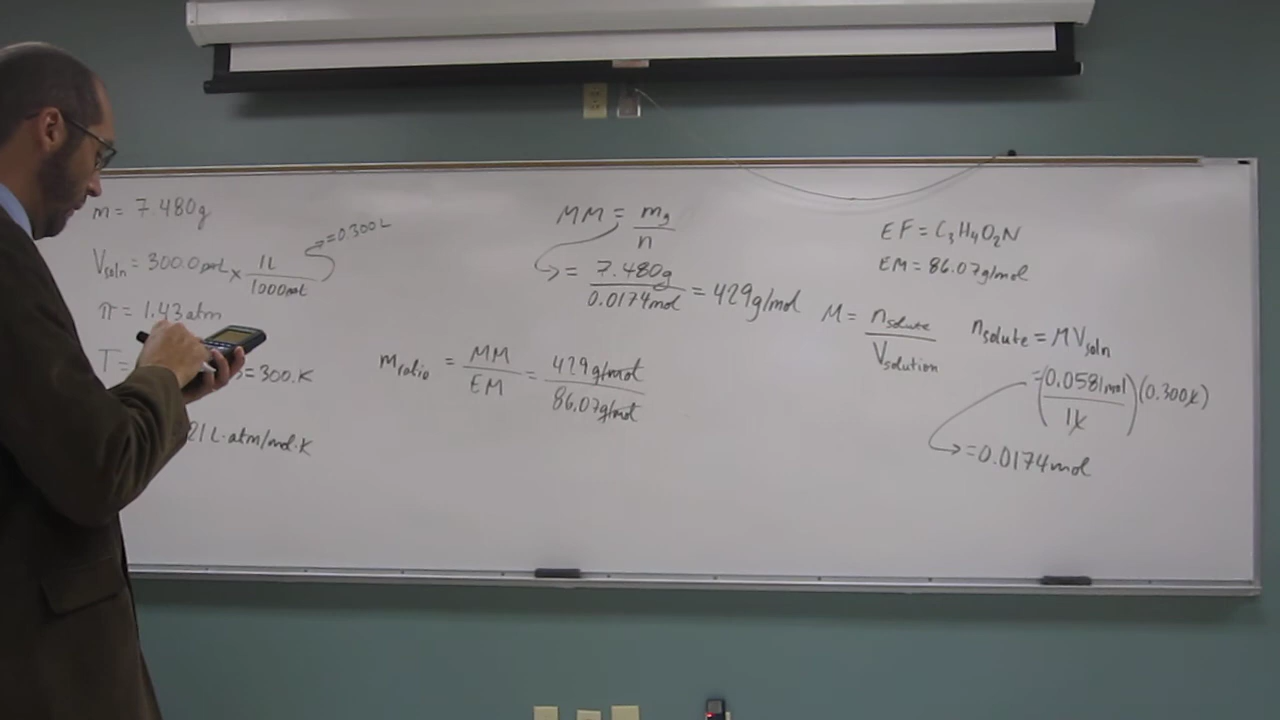 m = 7.480g
Vsoln = 300.0mL × 1L / 1000mL = 0.300L
π = 1.43atm
T = = 300.K
21 L·atm/mol·K
MM = mg / n
= 7.480g / 0.0174mol = 429g/mol
mratio = MM / EM = 429g/mol / 86.07g/mol
EF = C3H4O2N
EM = 86.07g/mol
M = nsolute / Vsolution
nsolute = MVsoln
= (0.0581mol / 1L)(0.300L)
= 0.0174mol